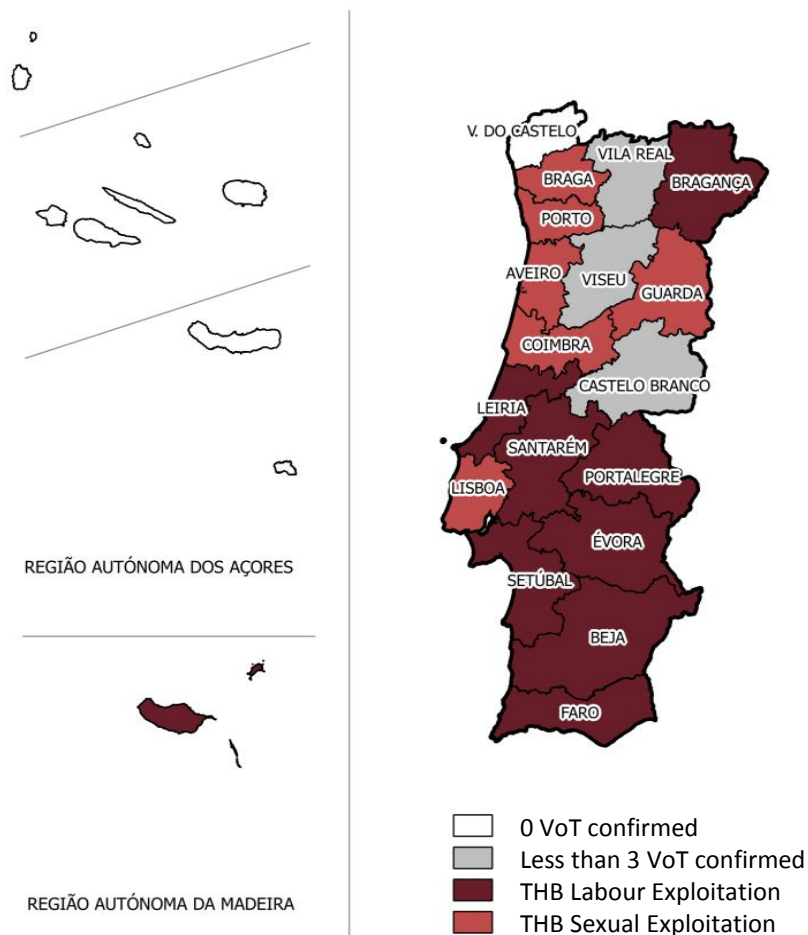 V. DO CASTELO
VILA REAL
BRAGANÇA
BRAGA
PORTO
AVEIRO
VISEU
GUARDA
COIMBRA
CASTELO BRANCO
LEIRIA
SANTARÉM
PORTALEGRE
LISBOA
ÉVORA
SETÚBAL
BEJA
FARO
REGIÃO AUTÓNOMA DOS AÇORES
REGIÃO AUTÓNOMA DA MADEIRA
0 VoT confirmed
Less than 3 VoT confirmed
THB Labour Exploitation
THB Sexual Exploitation